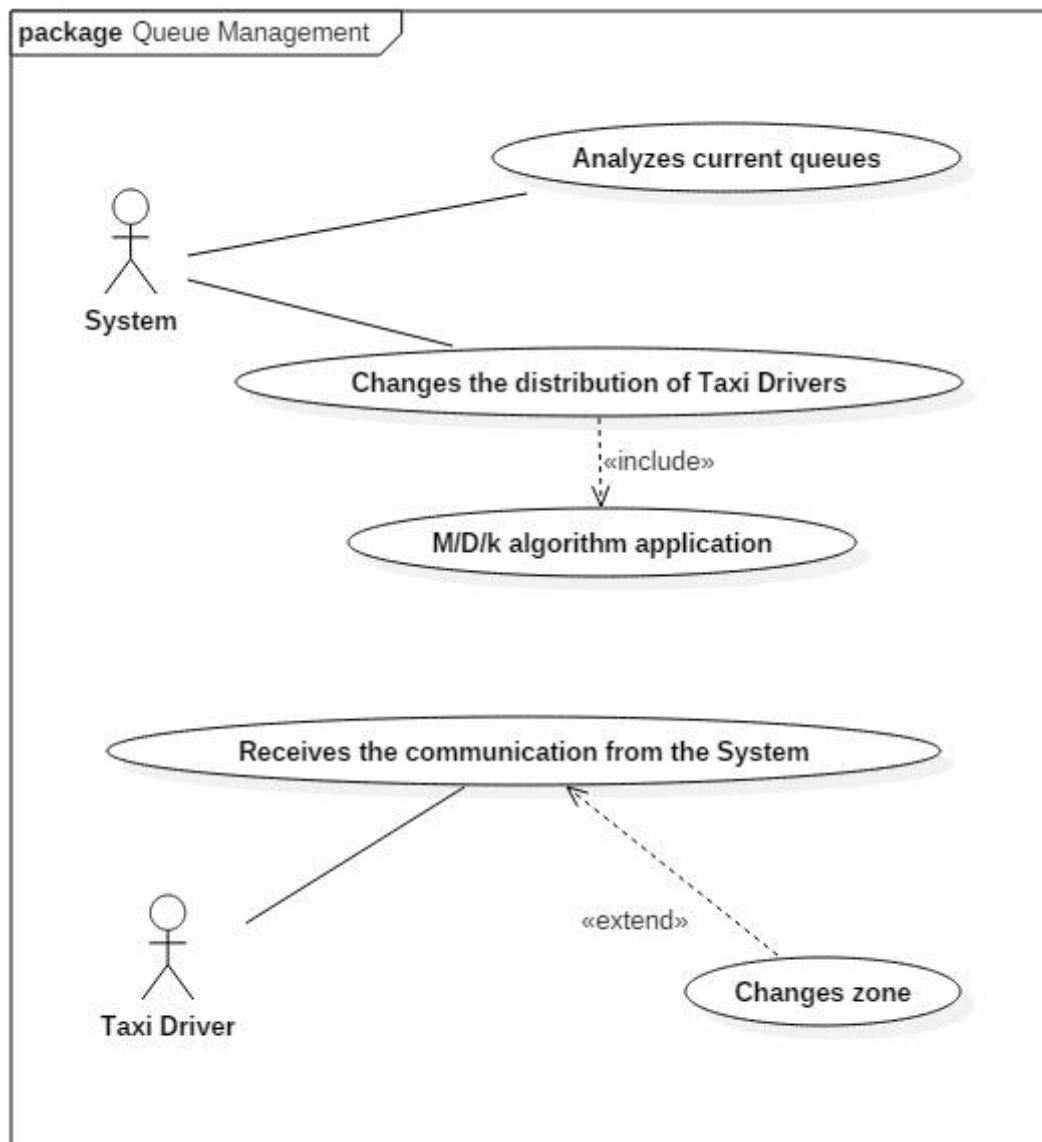 package Queue Management
Analyzes current queues
System
Changes the distribution of Taxi Drivers
«include»
M/D/k algorithm application
Receives the communication from the System
«extend»
Changes zone
Taxi Driver